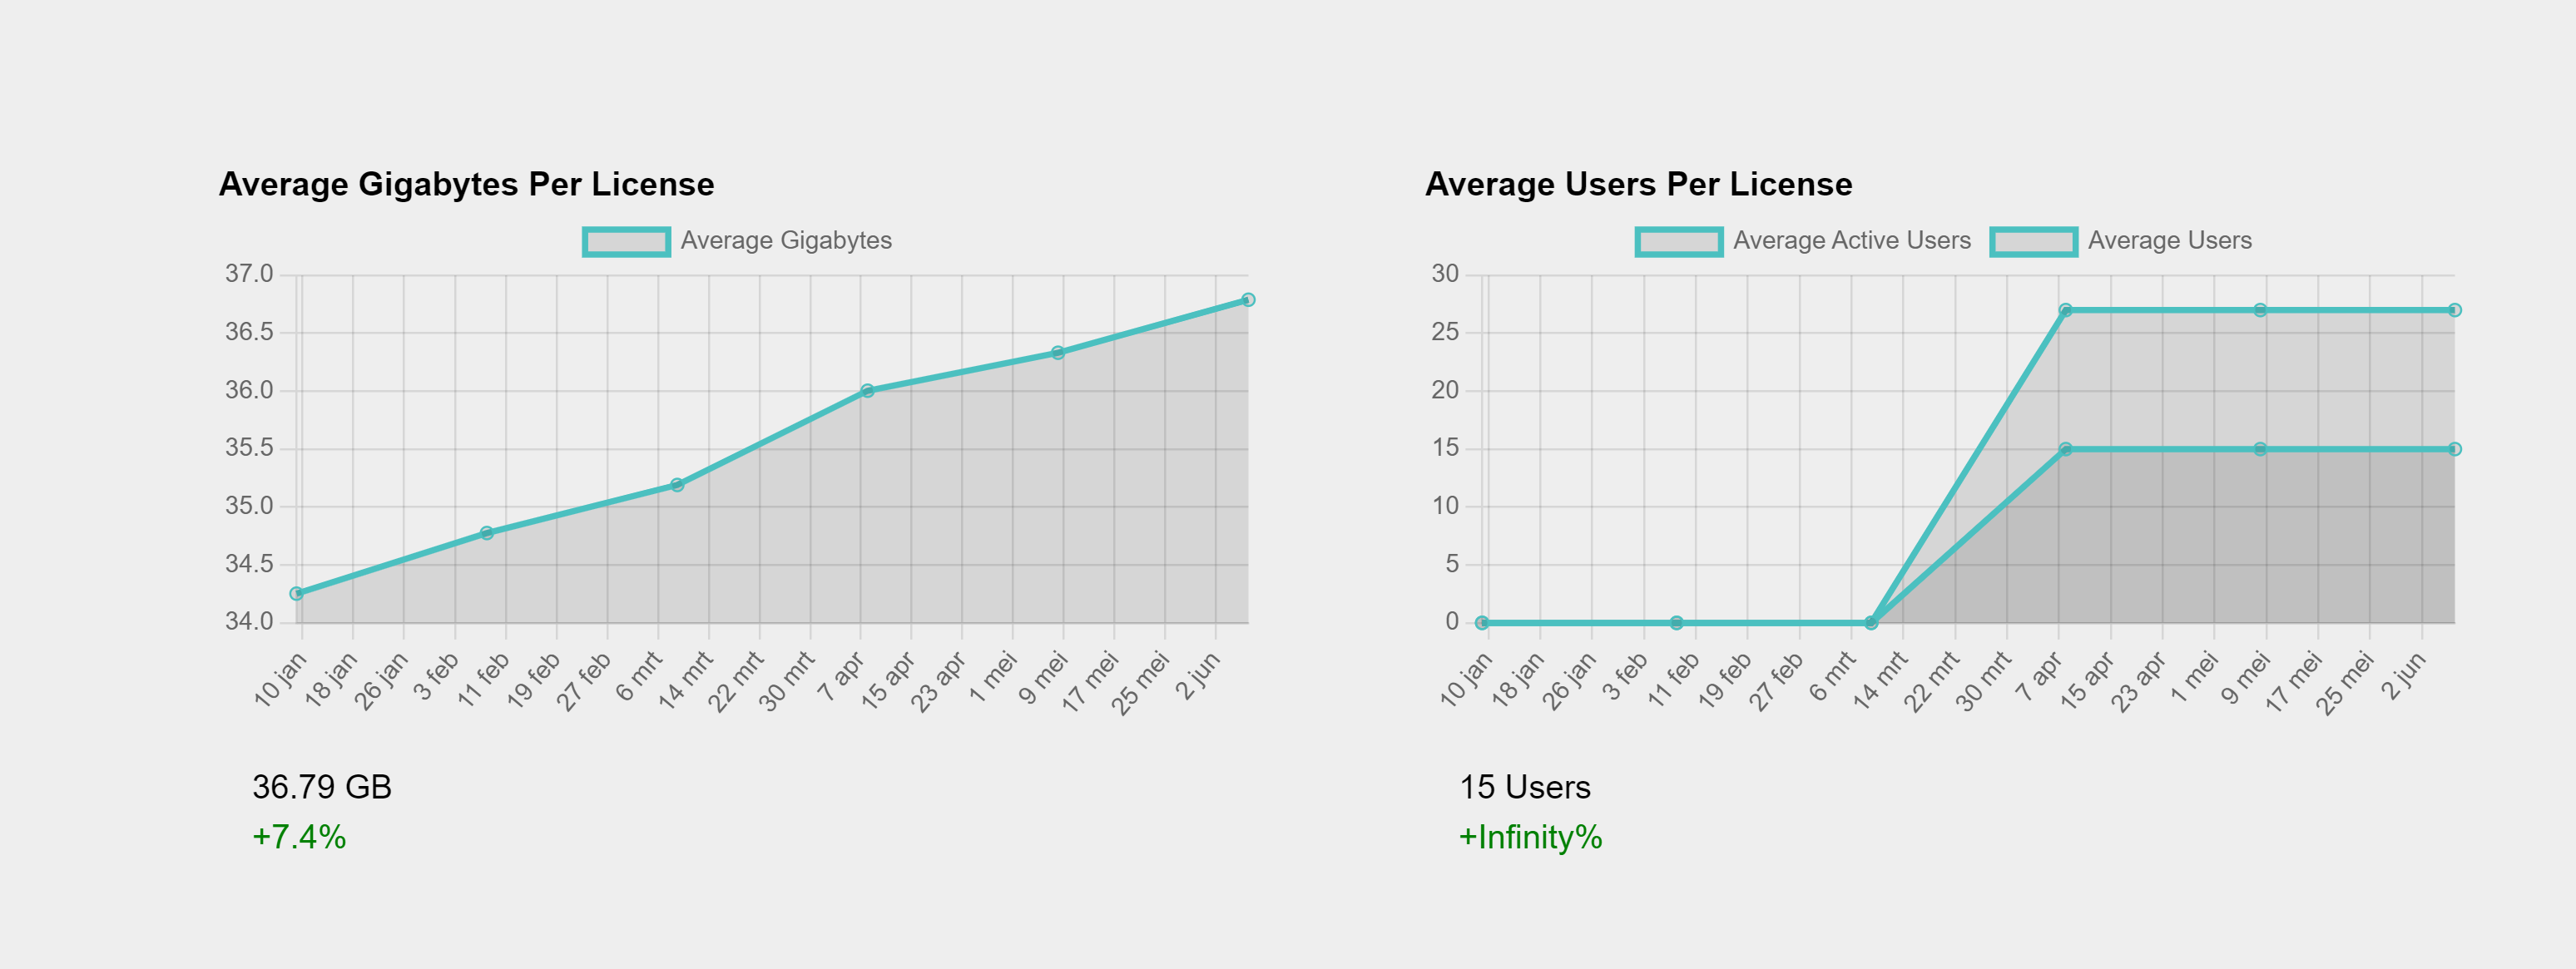 Average Gigabytes Per License
Average Gigabytes
37.0
36.5
36.0
35.5
35.0
34.5
34.0
10 jan
18 jan
26 jan
3 feb
11 feb
19 feb
27 feb
6 mrt
14 mrt
22 mrt
30 mrt
7 apr
15 apr
23 apr
1 mei
9 mei
17 mei
25 mei
2 jun
36.79 GB
+7.4%
Average Users Per License
Average Active Users
Average Users
30
25
20
15
10
5
0
10 jan
18 jan
26 jan
3 feb
11 feb
19 feb
27 feb
6 mrt
14 mrt
22 mrt
30 mrt
7 apr
15 apr
23 apr
1 mei
9 mei
17 mei
25 mei
2 jun
15 Users
+Infinity%